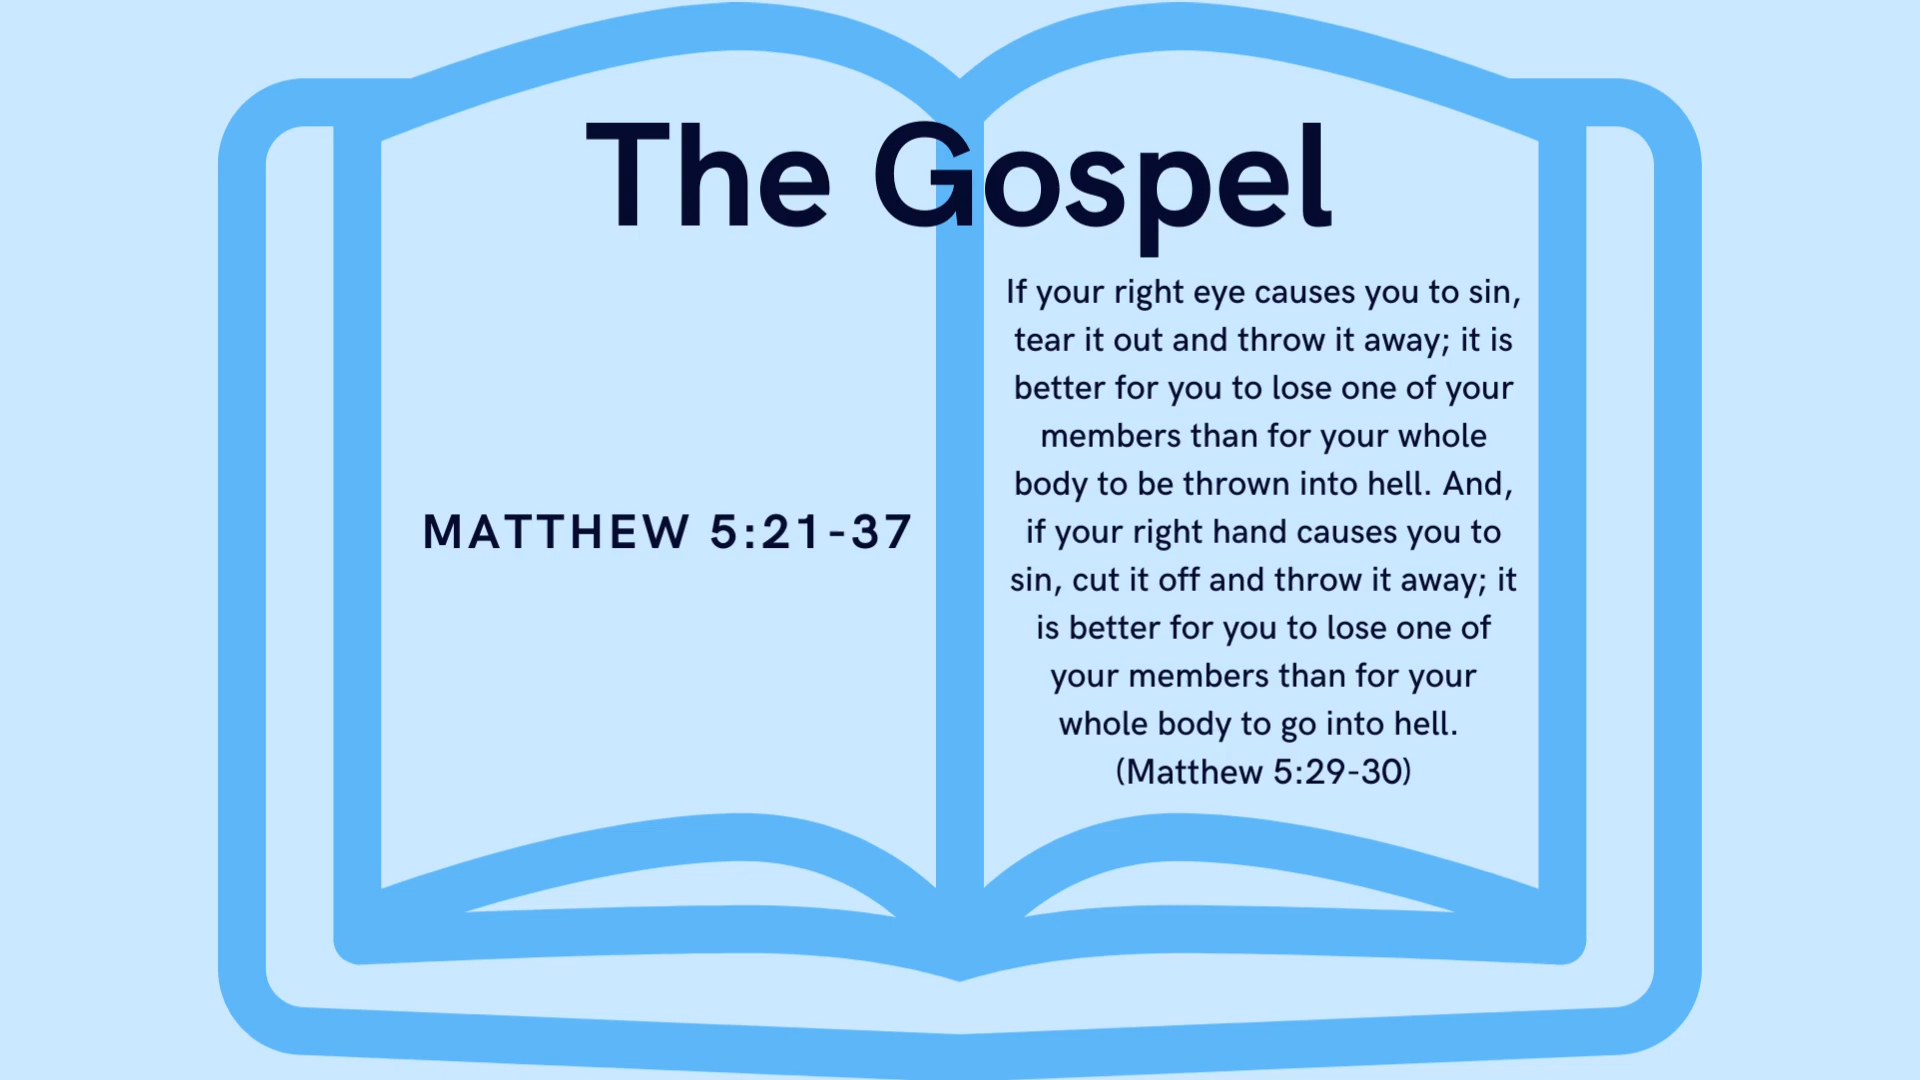 The Gospel
MATTHEW 5:21-37
If your right eye causes you to sin,
tear it out and throw it away; it is
better for you to lose one of your
members than for your whole
body to be thrown into hell. And,
if your right hand causes you to
sin, cut it off and throw it away; it
is better for you to lose one of
your members than for your
whole body to go into hell.
(Matthew 5:29-30)